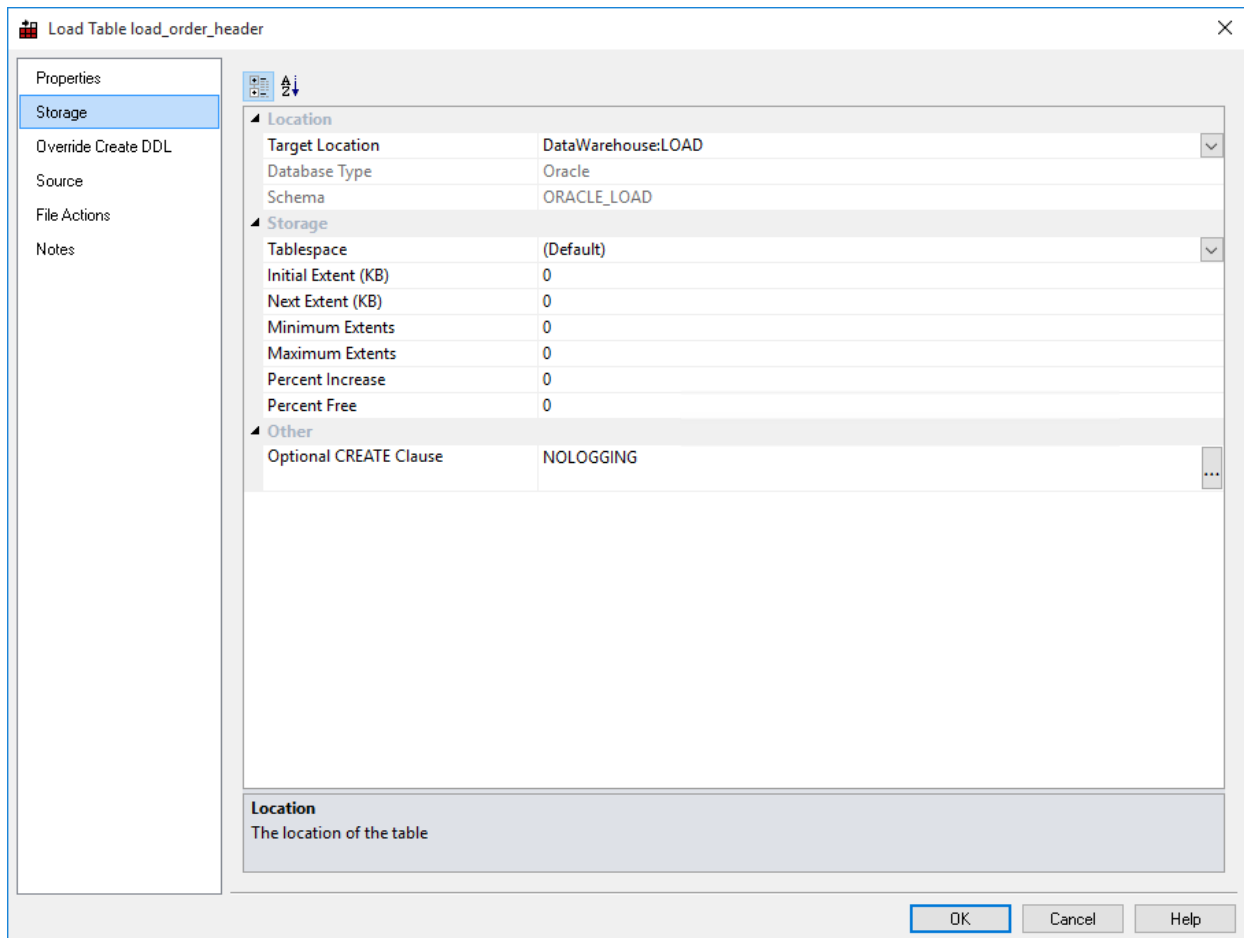 Load Table load_order_header
Properties
Storage
Override Create DDL
Source
File Actions
Notes
Location
Target Location DataWarehouse:LOAD
Database Type Oracle
Schema ORACLE_LOAD
Storage
Tablespace (Default)
Initial Extent (KB) 0
Next Extent (KB) 0
Minimum Extents 0
Maximum Extents 0
Percent Increase 0
Percent Free 0
Other
Optional CREATE Clause NOLOGGING ...
Location
The location of the table
OK Cancel Help